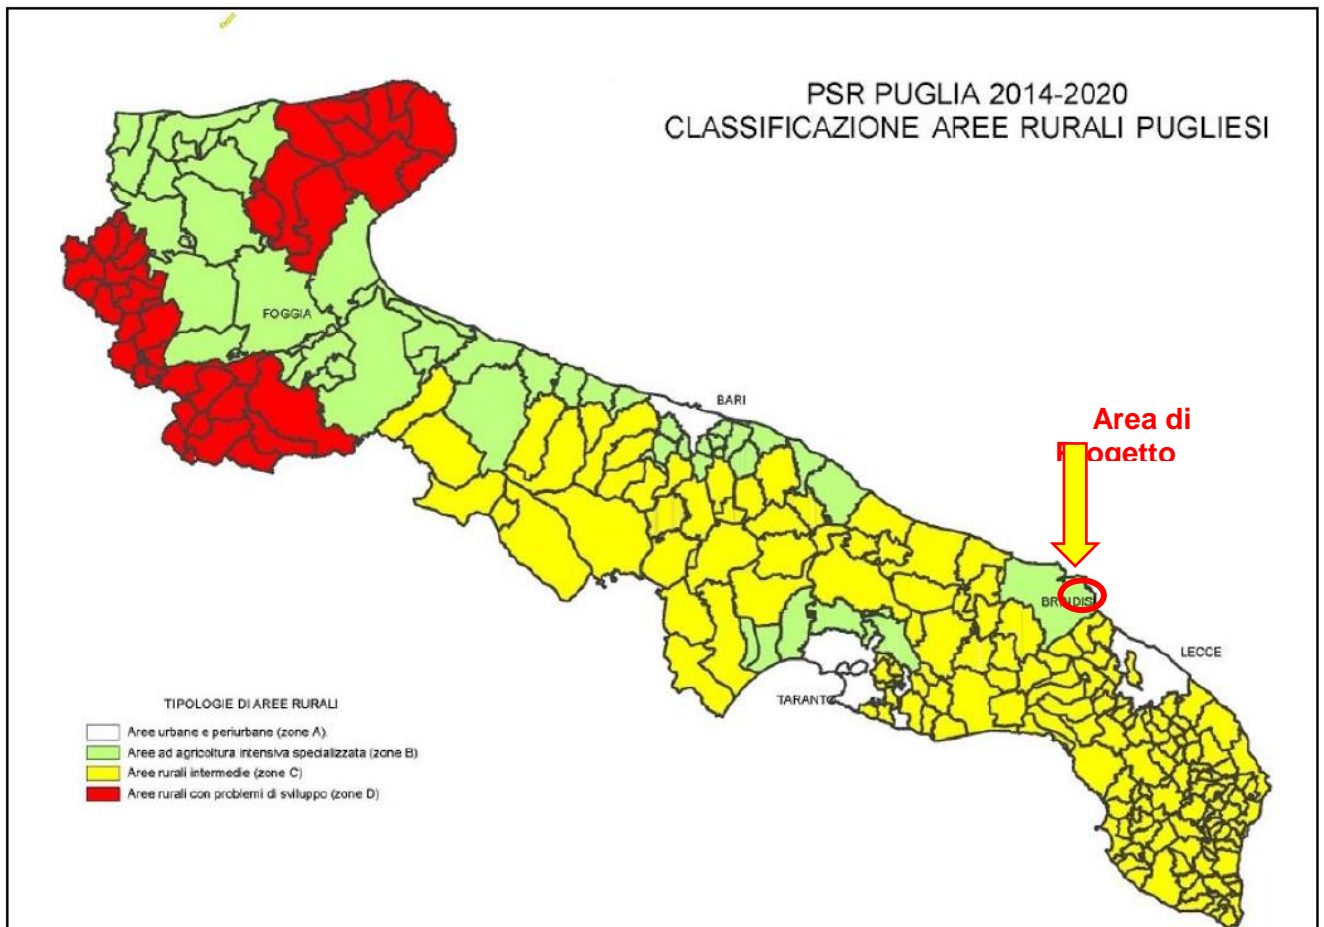 PSR PUGLIA 2014-2020
CLASSIFICAZIONE AREE RURALI PUGLIESI
FOGGIA
BARI
Area di
Progetto
BRINDISI
LECCE
TARANTO
TIPOLOGIE DI AREE RURALI
Aree urbane e periurbane (zone A).
Aree ad agricoltura intensiva specializzata (zone B)
Aree rurali intermedie (zone C)
Aree rurali con problemi di sviluppo (zone D)